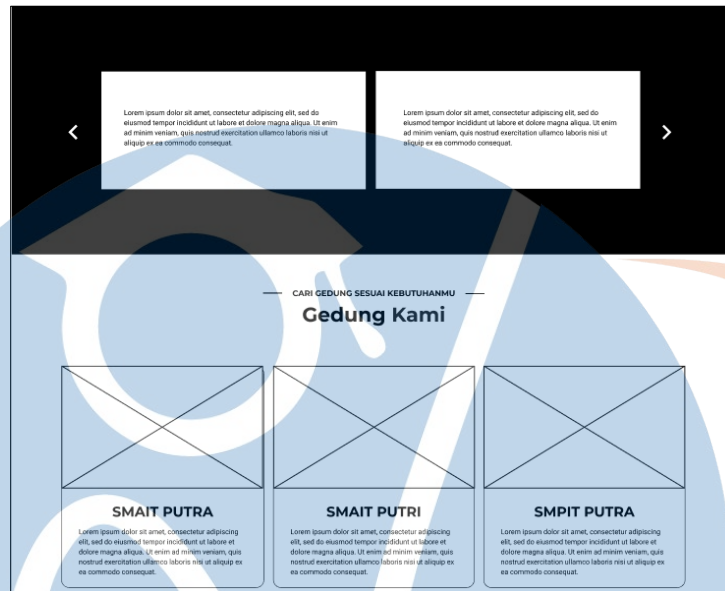 Lorem ipsum dolor sit amet, consectetur adipiscing elit, sed do
eiusmod tempor incididunt ut labore et dolore magna aliqua. Ut enim
ad minim veniam, quis nostrud exercitation ullamco laboris nisi ut
aliquip ex ea commodo consequat.
Lorem ipsum dolor sit amet, consectetur adipiscing elit, sed do
eiusmod tempor incididunt ut labore et dolore magna aliqua. Ut enim
ad minim veniam, quis nostrud exercitation ullamco laboris nisi ut
aliquip ex ea commodo consequat.
CARI GEDUNG SESUAI KEBUTUHANMU
Gedung Kami
SMAIT PUTRA
Lorem ipsum dolor sit amet, consectetur adipiscing
elit, sed do eiusmod tempor incididunt ut labore et
dolore magna aliqua. Ut enim ad minim veniam, quis
nostrud exercitation ullamco laboris nisi ut aliquip ex
ea commodo consequat.
SMAIT PUTRI
Lorem ipsum dolor sit amet, consectetur adipiscing
elit, sed do eiusmod tempor incididunt ut labore et
dolore magna aliqua. Ut enim ad minim veniam, quis
nostrud exercitation ullamco laboris nisi ut aliquip ex
ea commodo consequat.
SMPIT PUTRA
Lorem ipsum dolor sit amet, consectetur adipiscing
elit, sed do eiusmod tempor incididunt ut labore et
dolore magna aliqua. Ut enim ad minim veniam, quis
nostrud exercitation ullamco laboris nisi ut aliquip ex
ea commodo consequat.